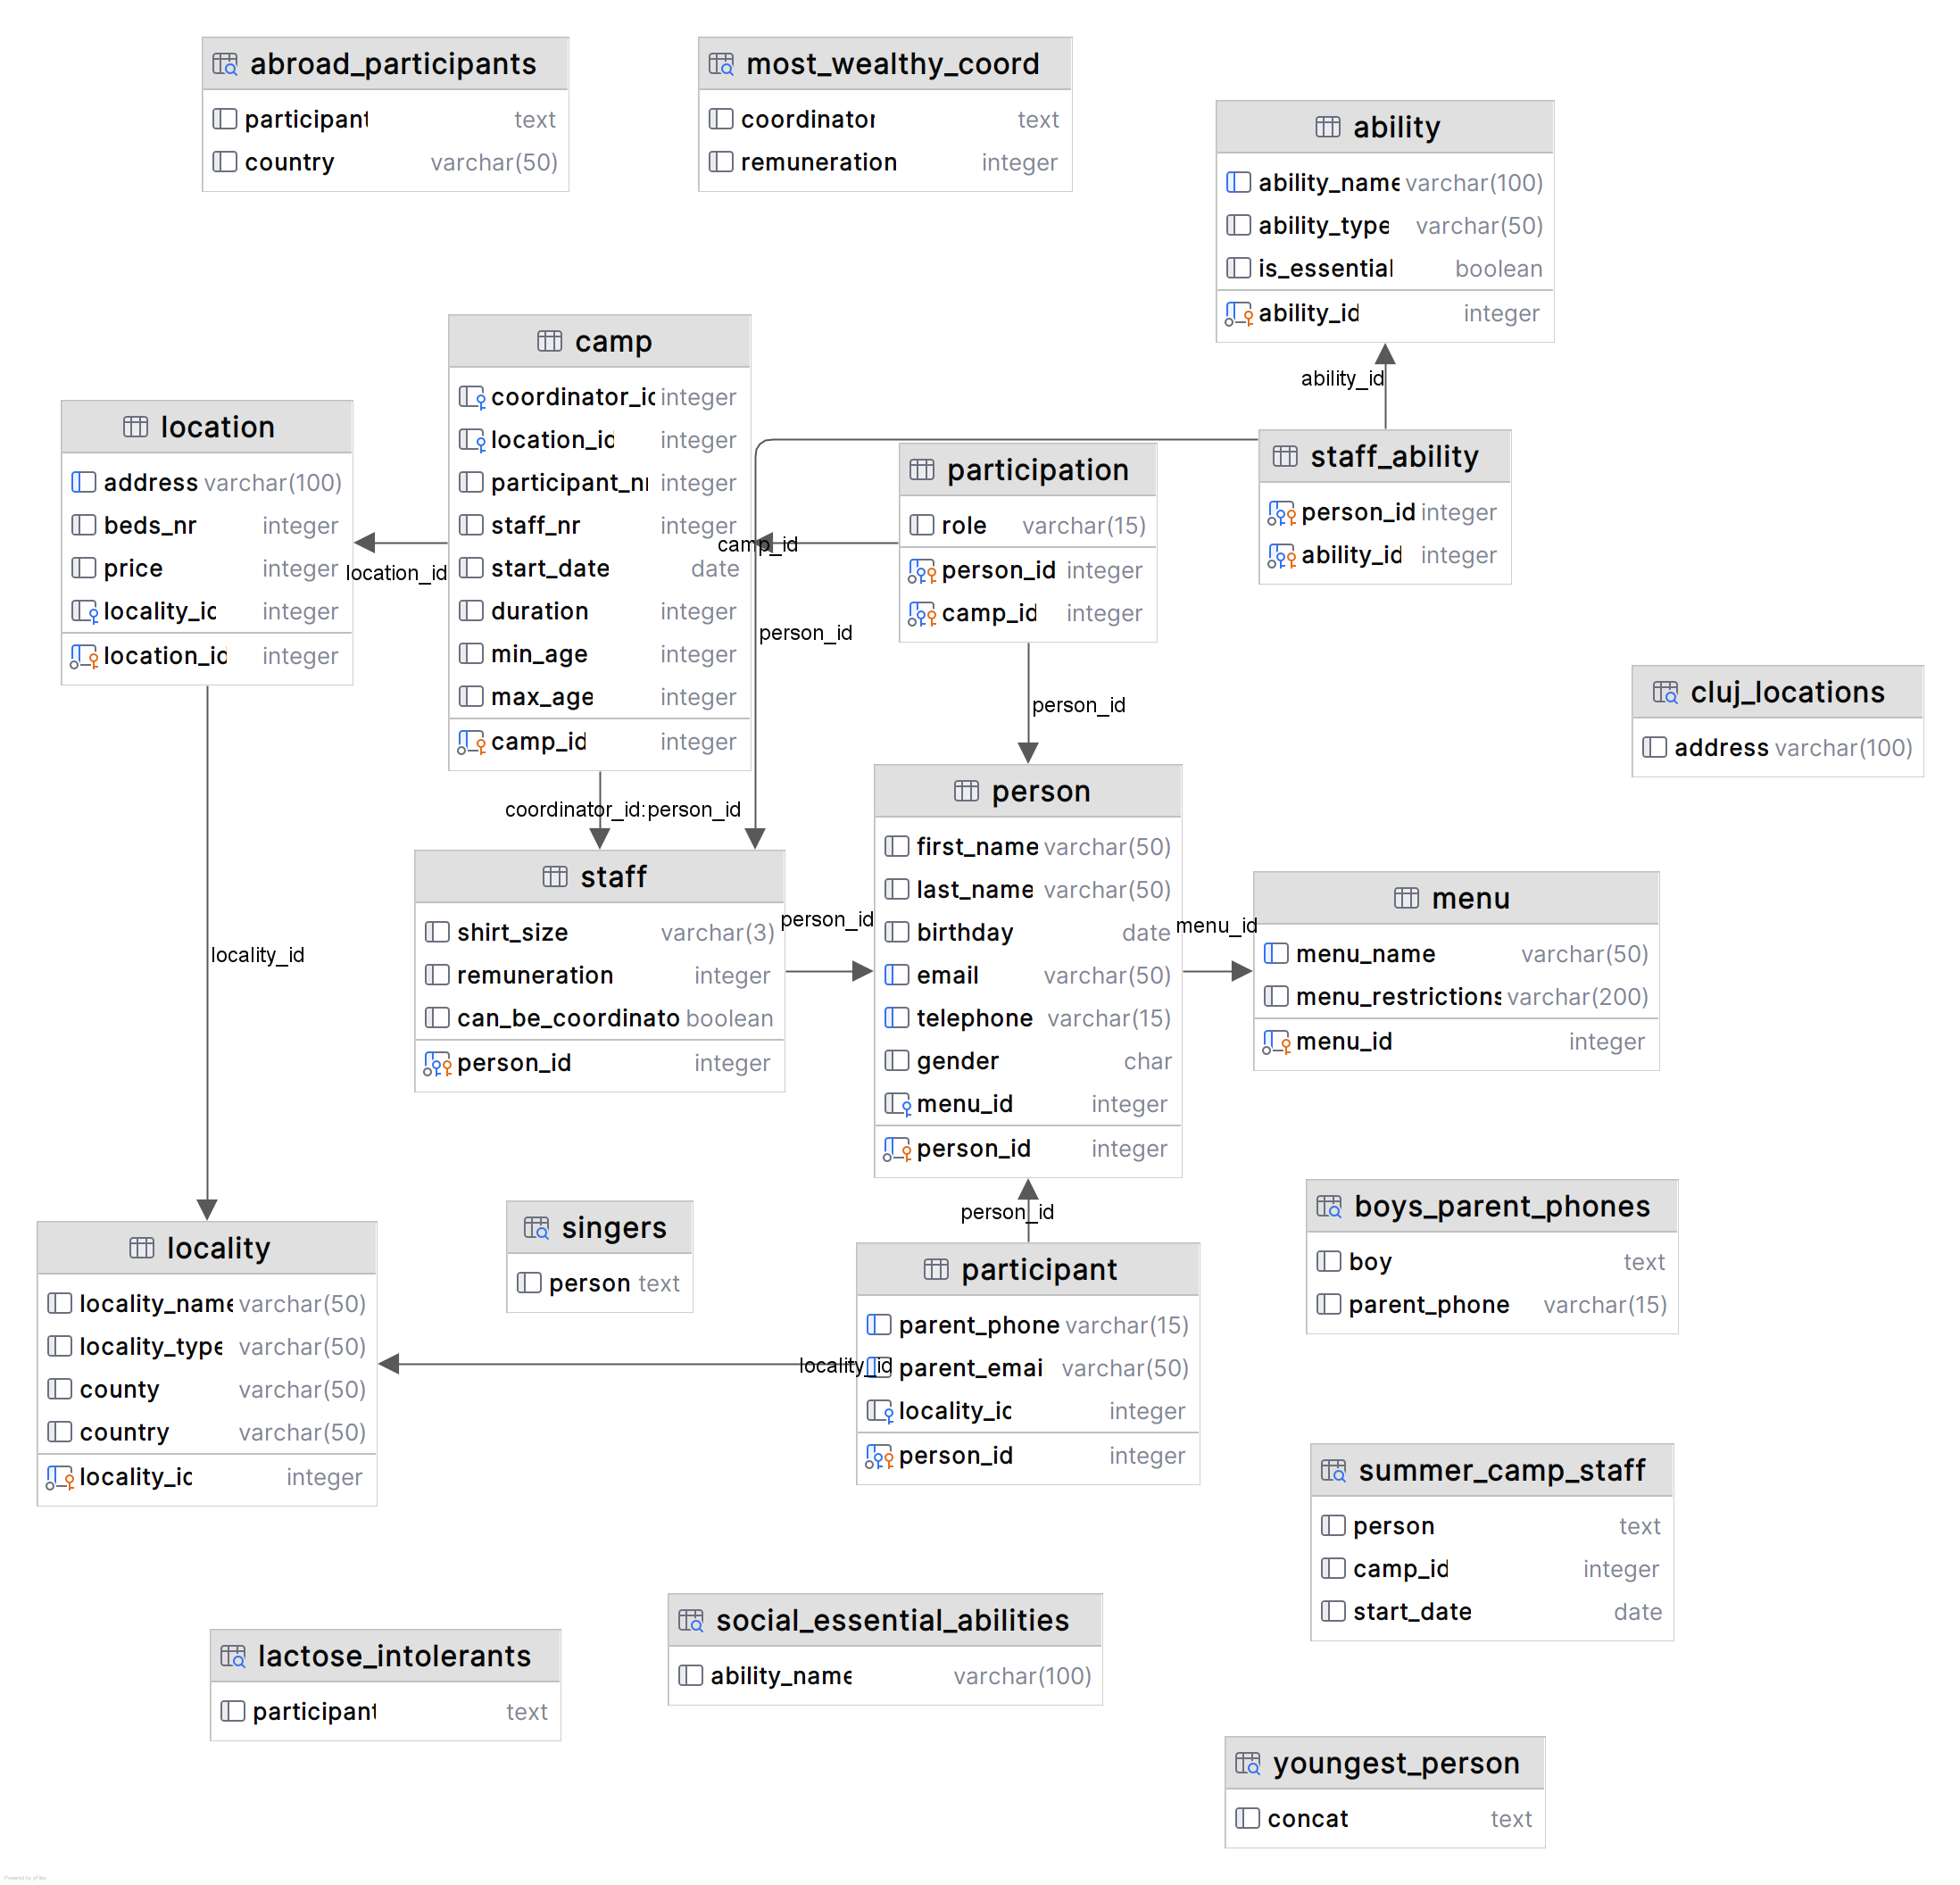 abroad_participants
participant text
country varchar(50)
most_wealthy_coord
coordinator text
remuneration integer
ability
ability_name varchar(100)
ability_type varchar(50)
is_essential boolean
ability_id integer
ability_id
camp
coordinator_id integer
location_id integer
participant_nr integer
staff_nr integer
start_date date
duration integer
min_age integer
max_age integer
camp_id integer
location
address varchar(100)
beds_nr integer
price integer
locality_id integer
location_id integer
location_id
participation
role varchar(15)
person_id integer
camp_id integer
camp_id
staff_ability
person_id integer
ability_id integer
person_id
person_id
cluj_locations
address varchar(100)
coordinator_id:person_id
person
first_name varchar(50)
last_name varchar(50)
birthday date
email varchar(50)
telephone varchar(15)
gender char
menu_id integer
person_id integer
staff
shirt_size varchar(3)
remuneration integer
can_be_coordinato boolean
person_id integer
person_id
menu_id
menu
menu_name varchar(50)
menu_restrictions varchar(200)
menu_id integer
locality_id
locality
locality_name varchar(50)
locality_type varchar(50)
county varchar(50)
country varchar(50)
locality_id integer
singers
person text
person_id
participant
parent_phone varchar(15)
parent_emai varchar(50)
locality_id integer
person_id integer
locality_id
boys_parent_phones
boy text
parent_phone varchar(15)
summer_camp_staff
person text
camp_id integer
start_date date
lactose_intolerants
participant text
social_essential_abilities
ability_name varchar(100)
youngest_person
concat text
Powered by yFiles